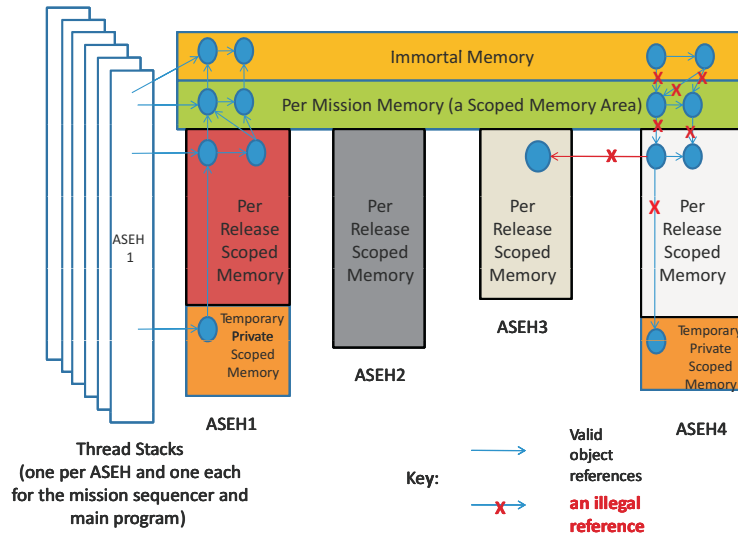 Immortal Memory
Per Mission Memory (a Scoped Memory Area)
X
X
X
X
X
X
X
ASEH
1
Per
Release
Scoped
Memory
Per
Release
Scoped
Memory
Per
Release
Scoped
Memory
Per
Release
Scoped
Memory
Temporary
Private
Scoped
Memory
Temporary
Private
Scoped
Memory
ASEH1
ASEH2
ASEH3
ASEH4
Thread Stacks
(one per ASEH and one each
for the mission sequencer and
main program)
Key:
Valid
object
references
X
an illegal
reference